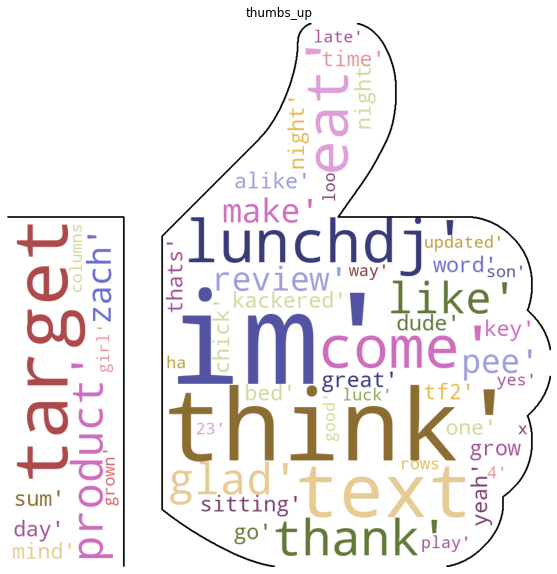 thumbs_up
late'
time'
eat'
night
night'
alike'
loo
make'
lunchdj'
updated'
thats'
review'
way'
word'
son'
kackered'
like'
chick'
im'
come'
dude'
key'
ha
great'
pee'
yes'
bed'
luck'
tf2'
think'
23'
good'
one'
x
glad'
text
rows
grow
4'
yeah'
sitting'
go'
thank'
play'
target
columns
zach'
girl'
product'
grown'
sum'
day'
mind'